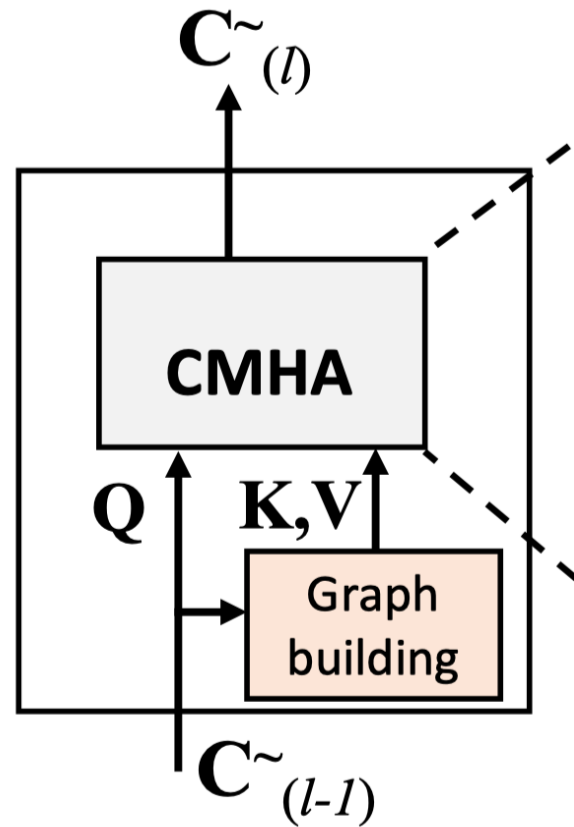 C~(l)
CMHA
Q K,V
Graph
building
C~(l-1)